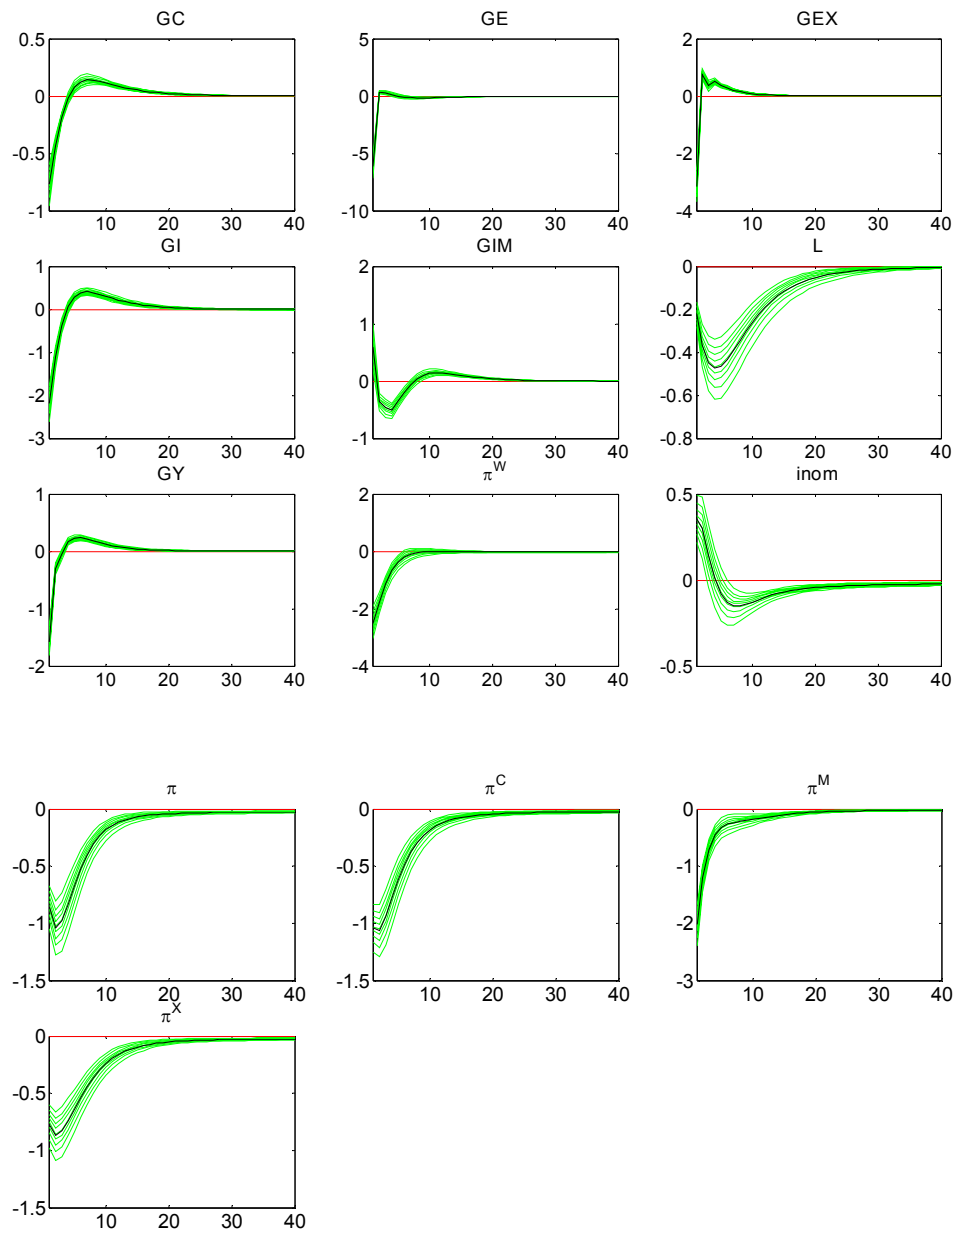 GC GE GEX
0.5 5 2
0 0 0
-0.5 -5 -2
-1 -10 -4
10 20 30 40 10 20 30 40 10 20 30 40
GI GIM L
1 2 0
0 -0.2
-1 1 -0.4
-2 0 -0.6
-3 -1 -0.8
10 20 30 40 10 20 30 40 10 20 30 40
GY π^W inom
1 2 0.5
0 0 0
-1 -2
-2 -4 -0.5
10 20 30 40 10 20 30 40 10 20 30 40
π π^C π^M
0 0 0
-0.5 -0.5 -1
-1 -1 -2
-1.5 -1.5 -3
10 20 30 40 10 20 30 40 10 20 30 40
π^X
0
-0.5
-1
-1.5
10 20 30 40